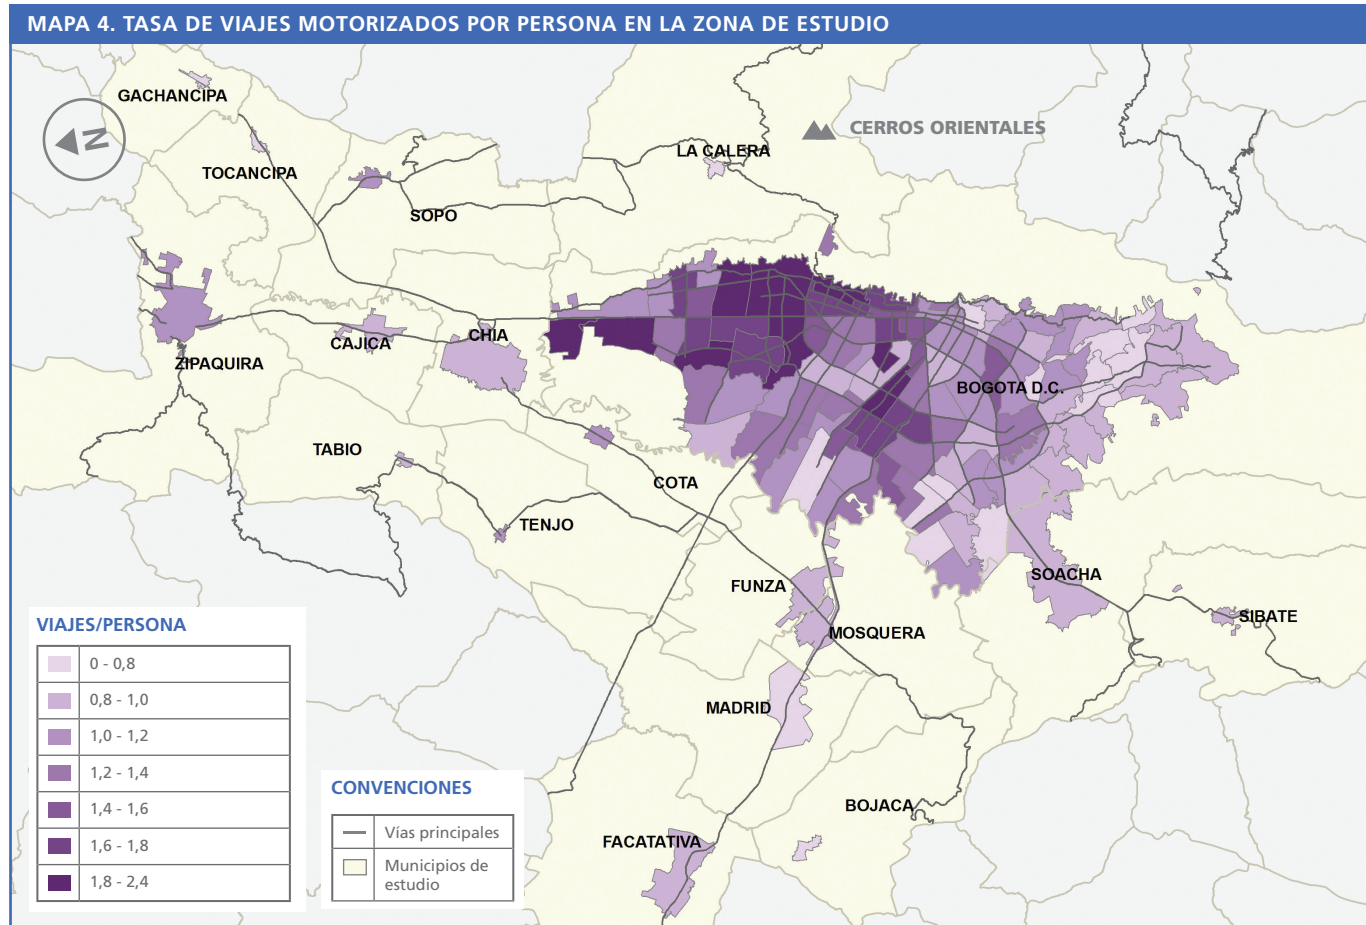 MAPA 4. TASA DE VIAJES MOTORIZADOS POR PERSONA EN LA ZONA DE ESTUDIO
GACHANCIPA
N
TOCANCIPA
SOPO
LA CALERA
CERROS ORIENTALES
ZIPAQUIRA
CAJICA
CHIA
BOGOTA D.C.
TABIO
COTA
TENJO
FUNZA
SOACHA
SIBATE
MOSQUERA
MADRID
BOJACA
FACATATIVA
VIAJES/PERSONA
0 - 0,8
0,8 - 1,0
1,0 - 1,2
1,2 - 1,4
1,4 - 1,6
1,6 - 1,8
1,8 - 2,4
CONVENCIONES
Vías principales
Municipios de
estudio